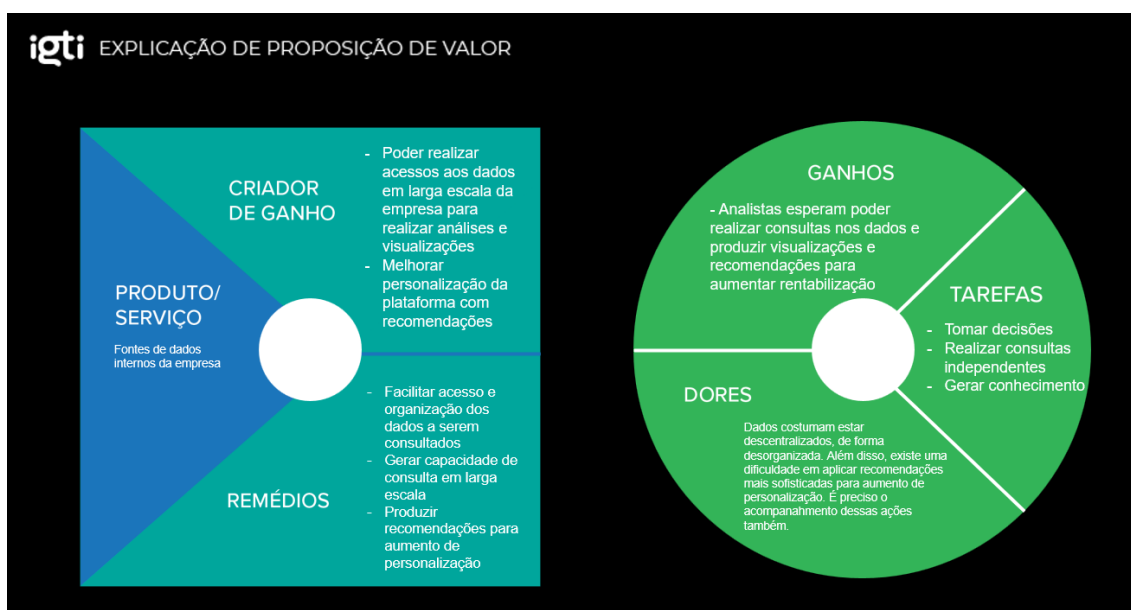 igti EXPLICAÇÃO DE PROPOSIÇÃO DE VALOR
CRIADOR
DE GANHO
- Poder realizar
acessos aos dados
em larga escala da
empresa para
realizar análises e
visualizações
- Melhorar
personalização da
plataforma com
recomendações
PRODUTO/
SERVIÇO
Fontes de dados
internos da empresa
REMÉDIOS
- Facilitar acesso e
organização dos
dados a serem
consultados
- Gerar capacidade de
consulta em larga
escala
- Produzir
recomendações para
aumento de
personalização
GANHOS
- Analistas esperam poder
realizar consultas nos dados e
produzir visualizações e
recomendações para
aumentar rentabilização
TAREFAS
- Tomar decisões
- Realizar consultas
independentes
- Gerar conhecimento
DORES
Dados costumam estar
descentralizados, de forma
desorganizada. Além disso, existe uma
dificuldade em aplicar recomendações
mais sofisticadas para aumento de
personalização. É preciso o
acompanahmento dessas ações
também.